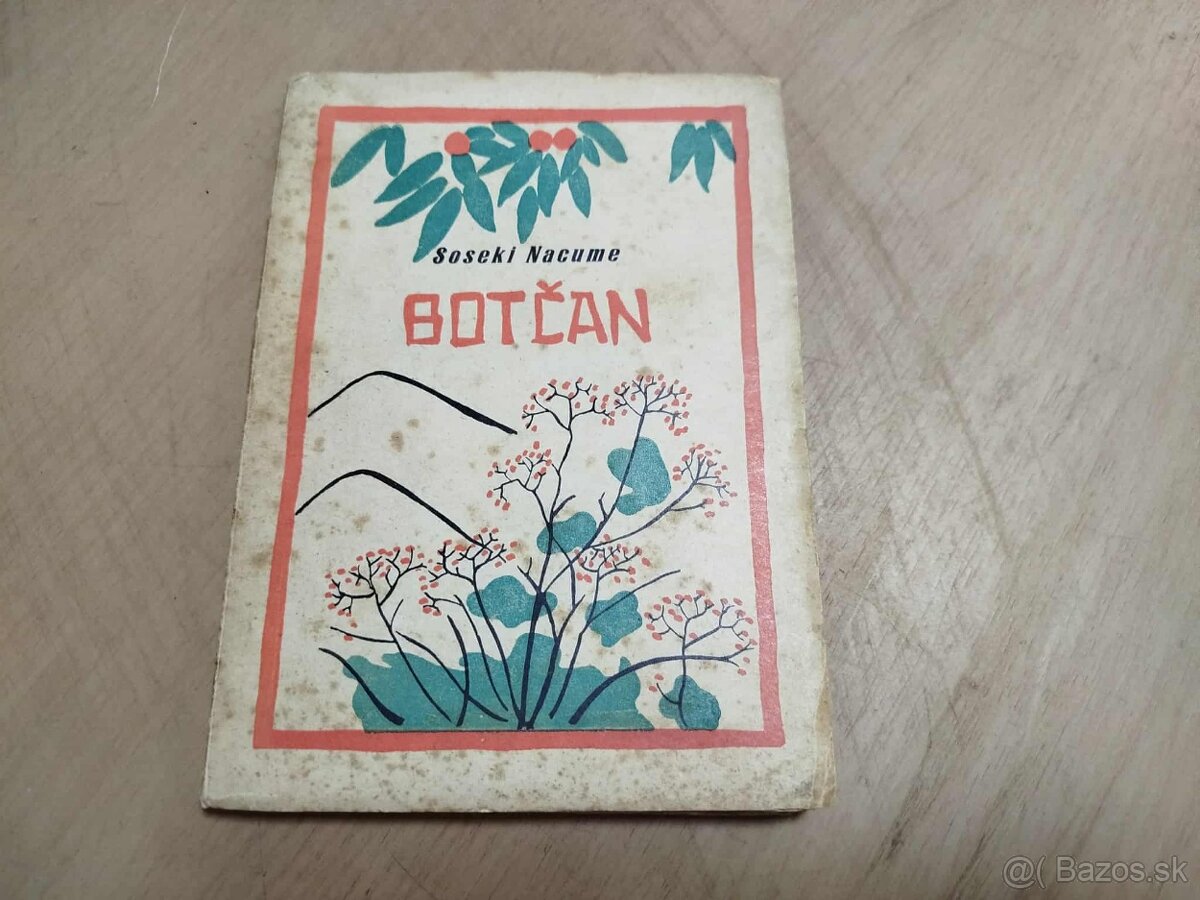 Soseki Nacume
BOTČAN
@( Bazos.sk